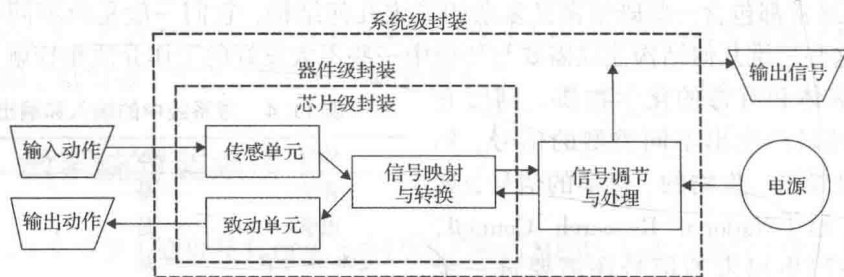 系统级封装
器件级封装
芯片级封装
输入动作
传感单元
信号映射
与转换
信号调节
与处理
输出信号
电源
输出动作
致动单元